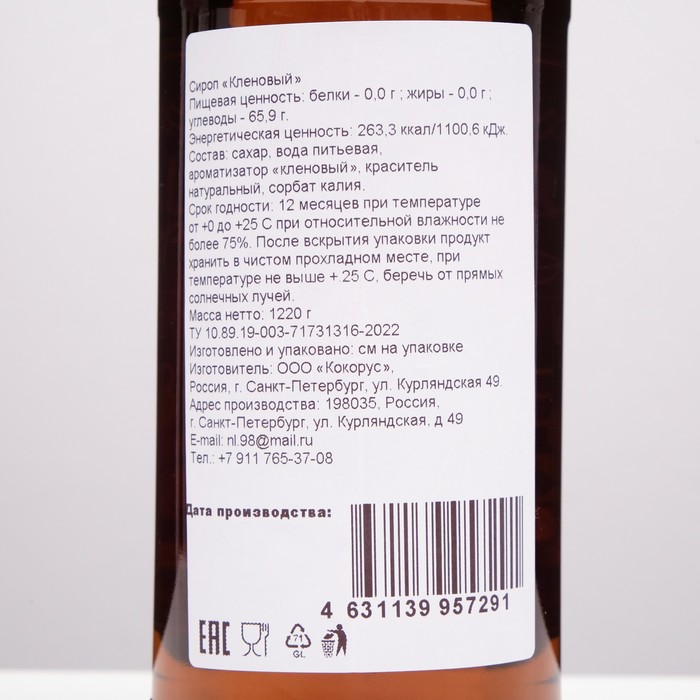 Сироп «Кленовый»
Пищевая ценность: белки - 0,0 г ; жиры - 0,0 г ;
углеводы - 65,9 г.
Энергетическая ценность: 263,3 ккал/1100,6 кДж.
Состав: сахар, вода питьевая,
ароматизатор «кленовый», краситель
натуральный, сорбат калия.
Срок годности: 12 месяцев при температуре
от +0 до +25 С при относительной влажности не
более 75%. После вскрытия упаковки продукт
хранить в чистом прохладном месте, при
температуре не выше + 25 С, беречь от прямых
солнечных лучей.
Масса нетто: 1220 г
ТУ 10.89.19-003-71731316-2022
Изготовлено и упаковано: см на упаковке
Изготовитель: ООО «Кокорус»,
Россия, г. Санкт-Петербург, ул. Курляндская 49.
Адрес производства: 198035, Россия,
г. Санкт-Петербург, ул. Курляндская, д 49
E-mail: nl.98@mail.ru
Тел.: +7 911 765-37-08
Дата производства:
4 631139 957291
EAC 71
GL